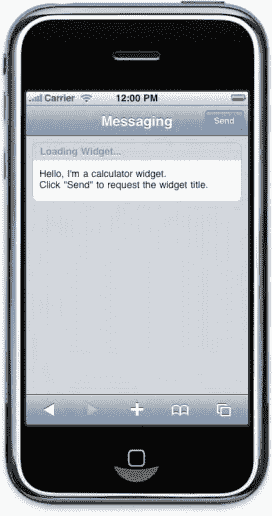 Carrier 12:00 PM
Messaging Send
Loading Widget...
Hello, I'm a calculator widget.
Click "Send" to request the widget title.